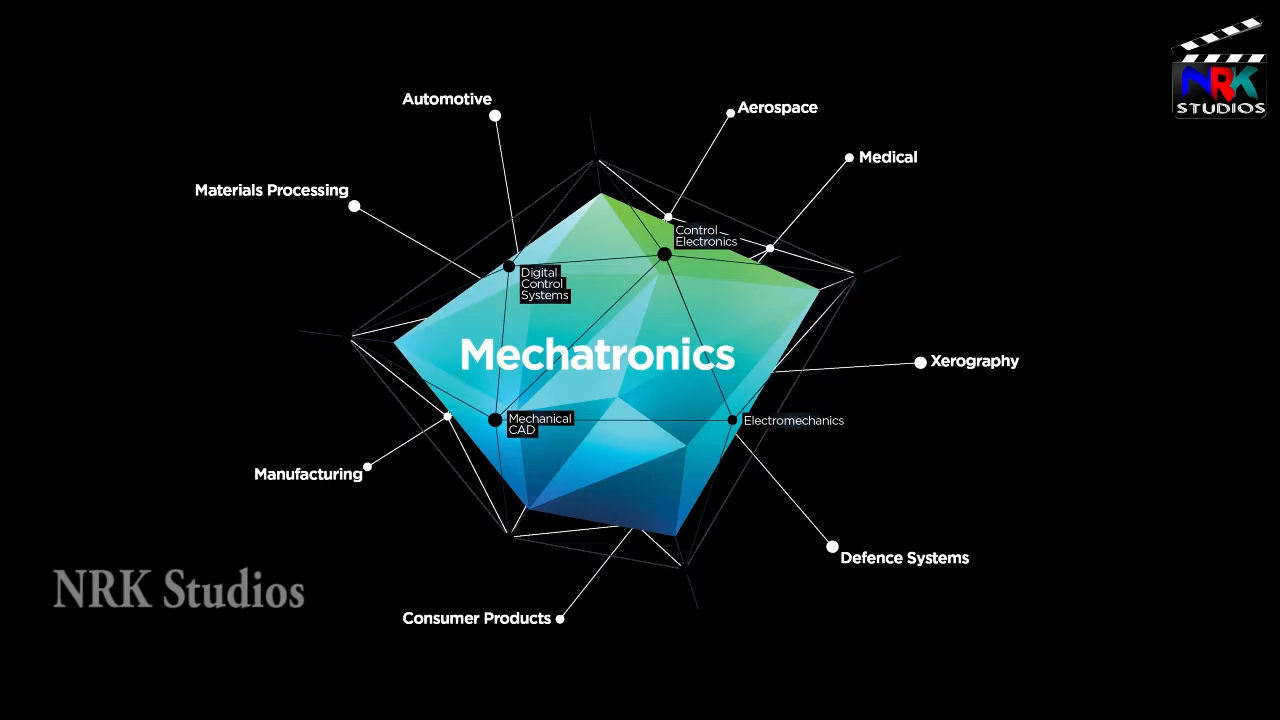 NRK
STUDIOS
Automotive
Aerospace
Medical
Materials Processing
Control
Electronics
Digital
Control
Systems
Mechatronics
Xerography
Mechanical
CAD
Electromechanics
Manufacturing
Defence Systems
NRK Studios
Consumer Products